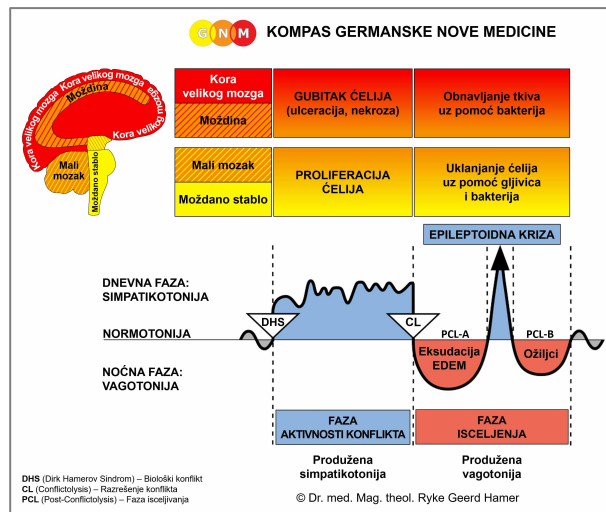 G N M
KOMPAS GERMANSKE NOVE MEDICINE
Kora velikog mozga
Moždina
Kora velikog mozga
Kora velikog mozga
Mali
mozak
Moždano stablo
Kora
velikog mozga
Moždina
GUBITAK ĆELIJA
(ulceracija, nekroza)
Obnavljanje tkiva
uz pomoć bakterija
Mali mozak
Moždano stablo
PROLIFERACIJA
ĆELIJA
Uklanjanje ćelija
uz pomoć gljivica
i bakterija
EPILEPTOIDNA KRIZA
DNEVNA FAZA:
SIMPATIKOTONIJA
DHS
CL
NORMOTONIJA
PCL-A
PCL-B
Eksudacija
EDEM
Ožiljci
NOĆNA FAZA:
VAGOTONIJA
FAZA
AKTIVNOSTI KONFLIKTA
FAZA
ISCELJENJA
Produžena
simpatikotonija
Produžena
vagotonija
DHS (Dirk Hamerov Sindrom) – Biološki konflikt
CL (Conflictolysis) – Razrešenje konflikta
PCL (Post-Conflictolysis) – Faza isceljivanja
© Dr. med. Mag. theol. Ryke Geerd Hamer